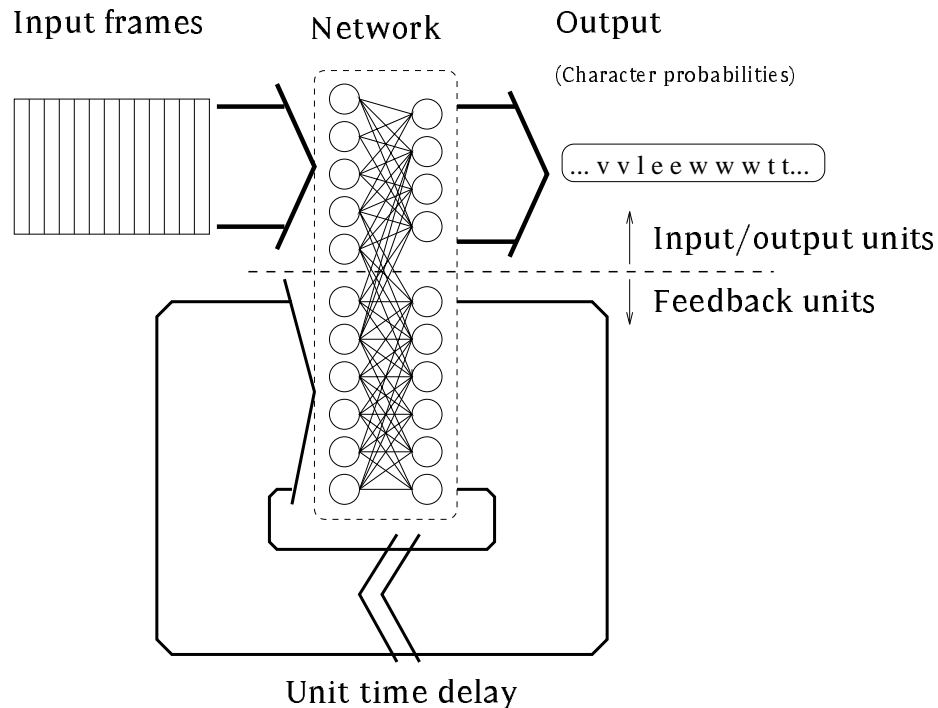 Input frames
Network
Output
(Character probabilities)
... v v l e e w w w t t...
Input/output units
Feedback units
Unit time delay